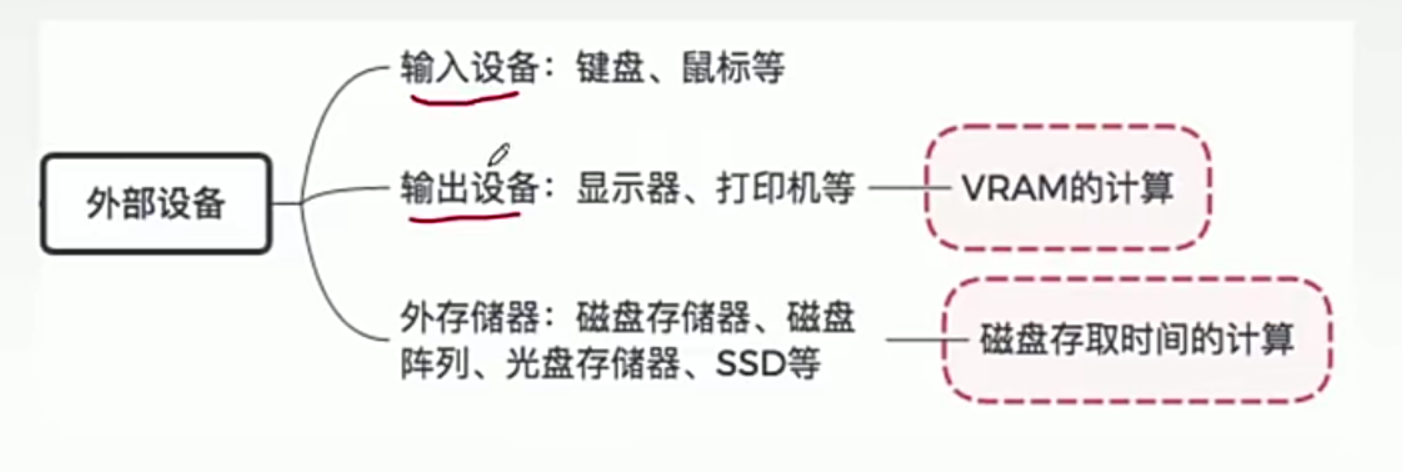 输入设备：键盘、鼠标等
外部设备
输出设备：显示器、打印机等
VRAM的计算
外存储器：磁盘存储器、磁盘
阵列、光盘存储器、SSD等
磁盘存取时间的计算